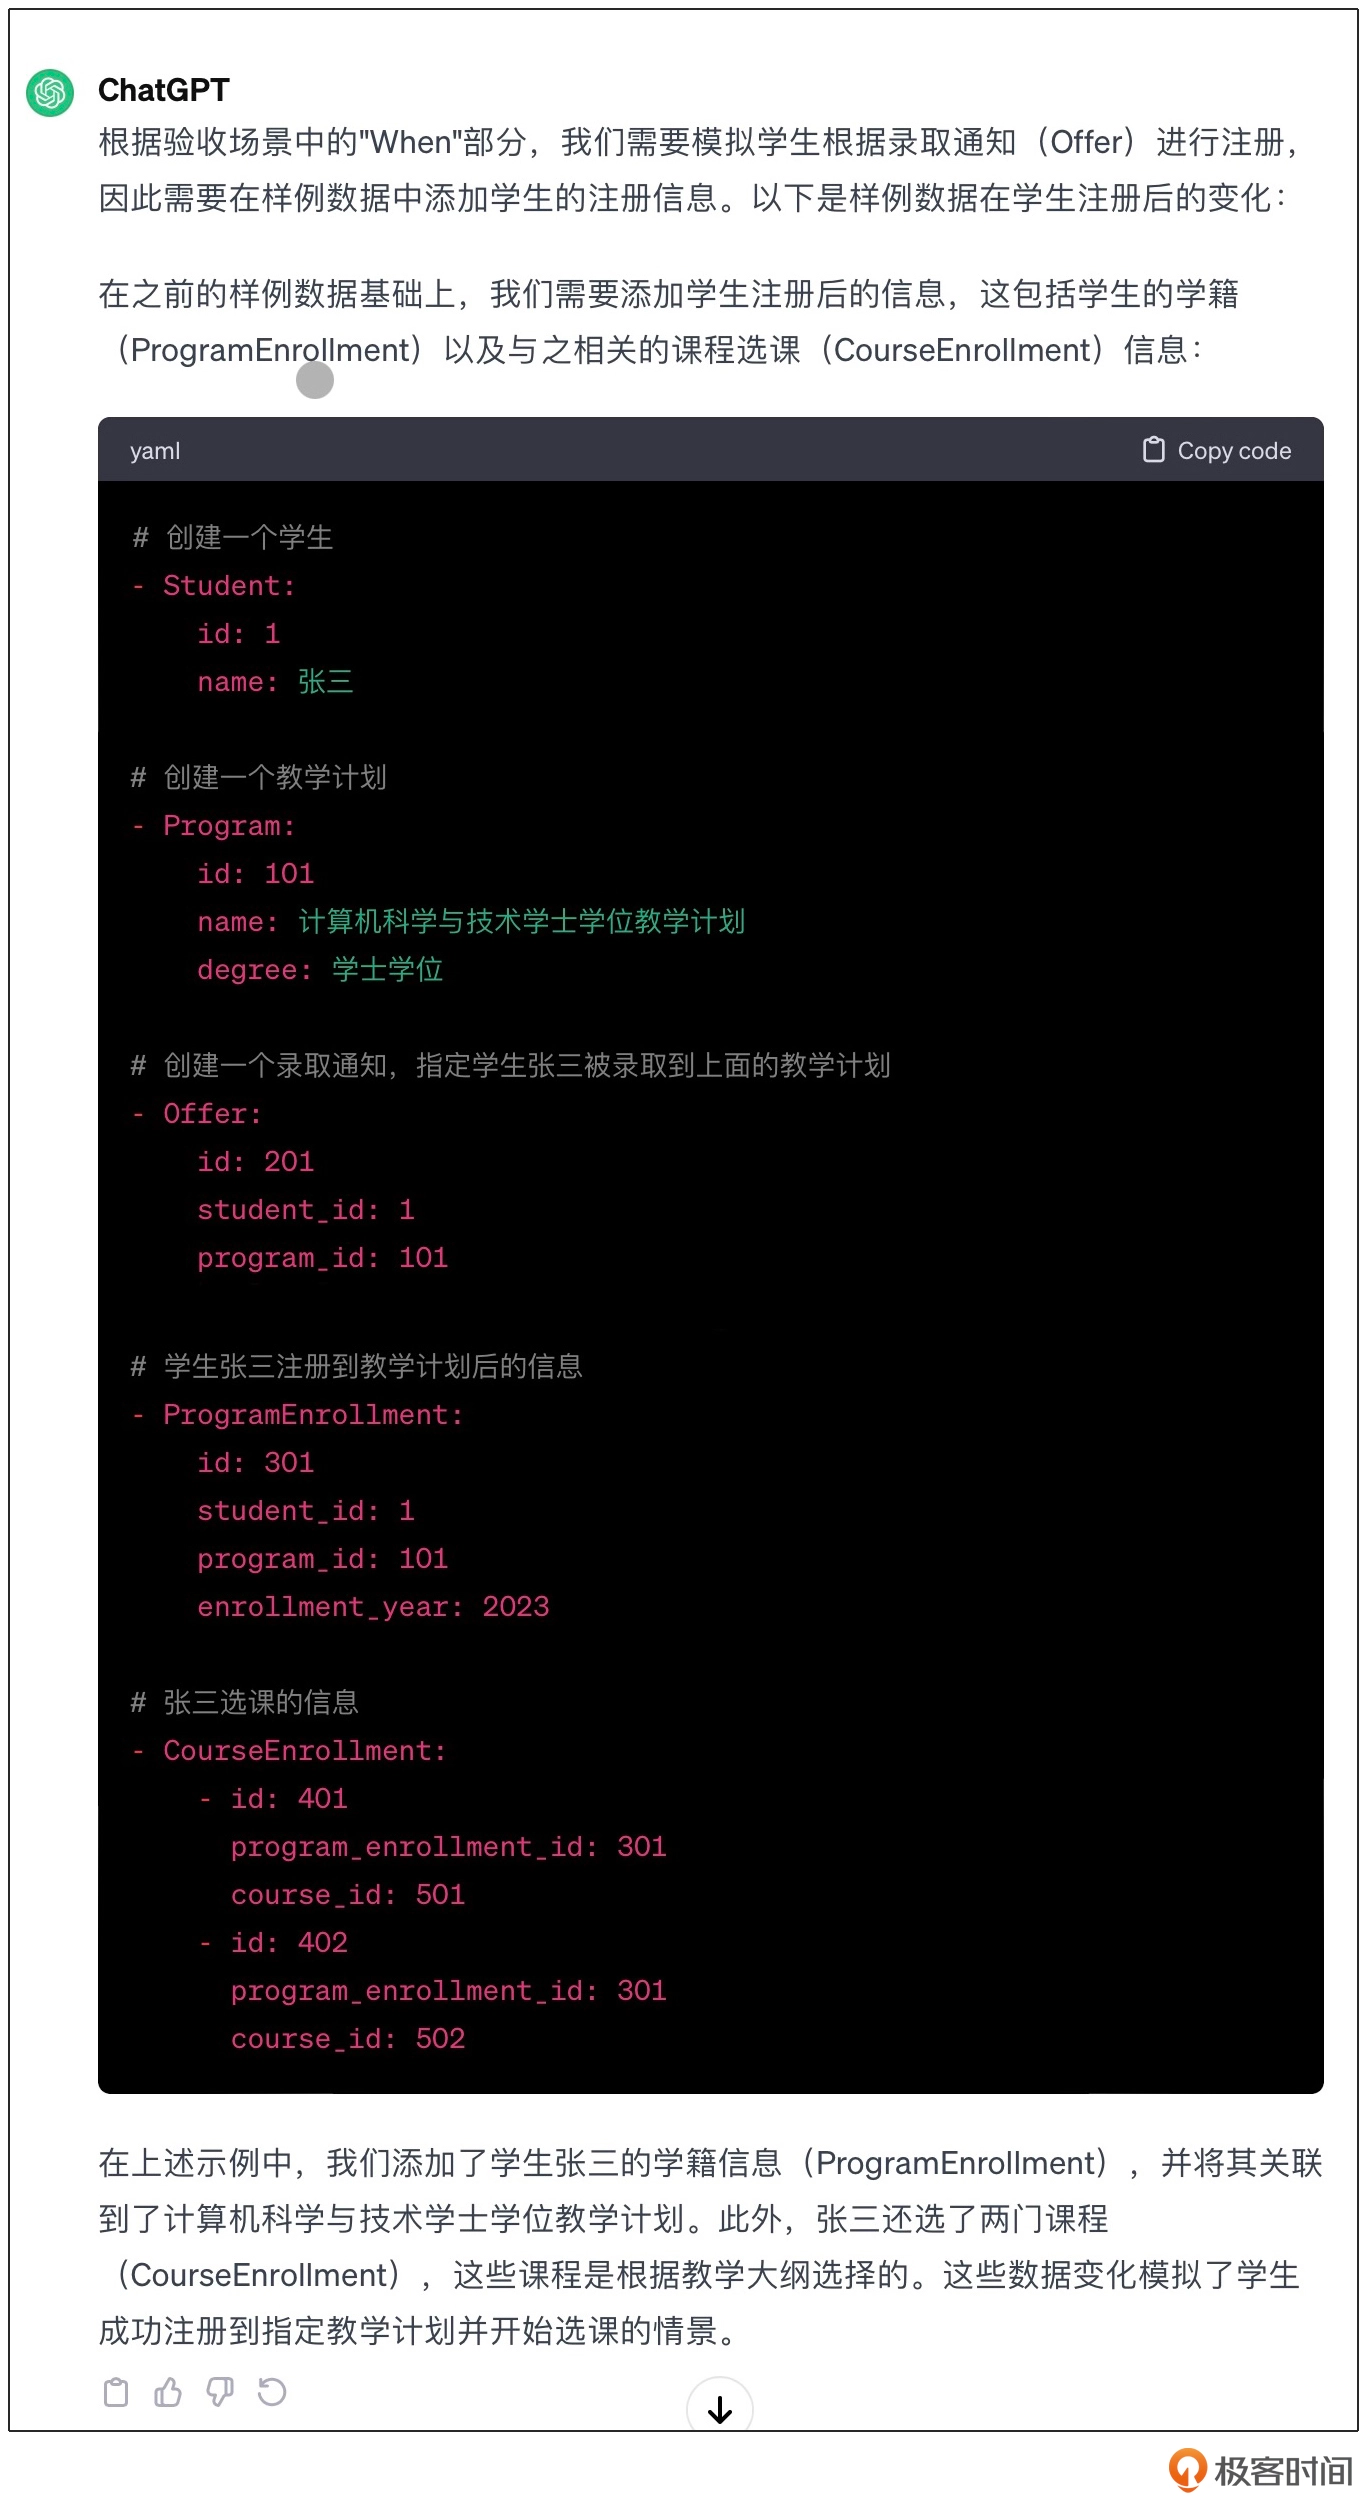 ChatGPT
根据验收场景中的"When"部分，我们需要模拟学生根据录取通知（Offer）进行注册，
因此需要在样例数据中添加学生的注册信息。以下是样例数据在学生注册后的变化：
在之前的样例数据基础上，我们需要添加学生注册后的信息，这包括学生的学籍
（ProgramEnrollment）以及与之相关的课程选课（CourseEnrollment）信息：
yaml
Copy code
# 创建一个学生
- Student:
    id: 1
    name: 张三
# 创建一个教学计划
- Program:
    id: 101
    name: 计算机科学与技术学士学位教学计划
    degree: 学士学位
# 创建一个录取通知，指定学生张三被录取到上面的教学计划
- Offer:
    id: 201
    student_id: 1
    program_id: 101
# 学生张三注册到教学计划后的信息
- ProgramEnrollment:
    id: 301
    student_id: 1
    program_id: 101
    enrollment_year: 2023
# 张三选课的信息
- CourseEnrollment:
    - id: 401
      program_enrollment_id: 301
      course_id: 501
    - id: 402
      program_enrollment_id: 301
      course_id: 502
在上述示例中，我们添加了学生张三的学籍信息（ProgramEnrollment），并将其关联
到了计算机科学与技术学士学位教学计划。此外，张三还选了两门课程
（CourseEnrollment），这些课程是根据教学大纲选择的。这些数据变化模拟了学生
成功注册到指定教学计划并开始选课的情景。
极客时间